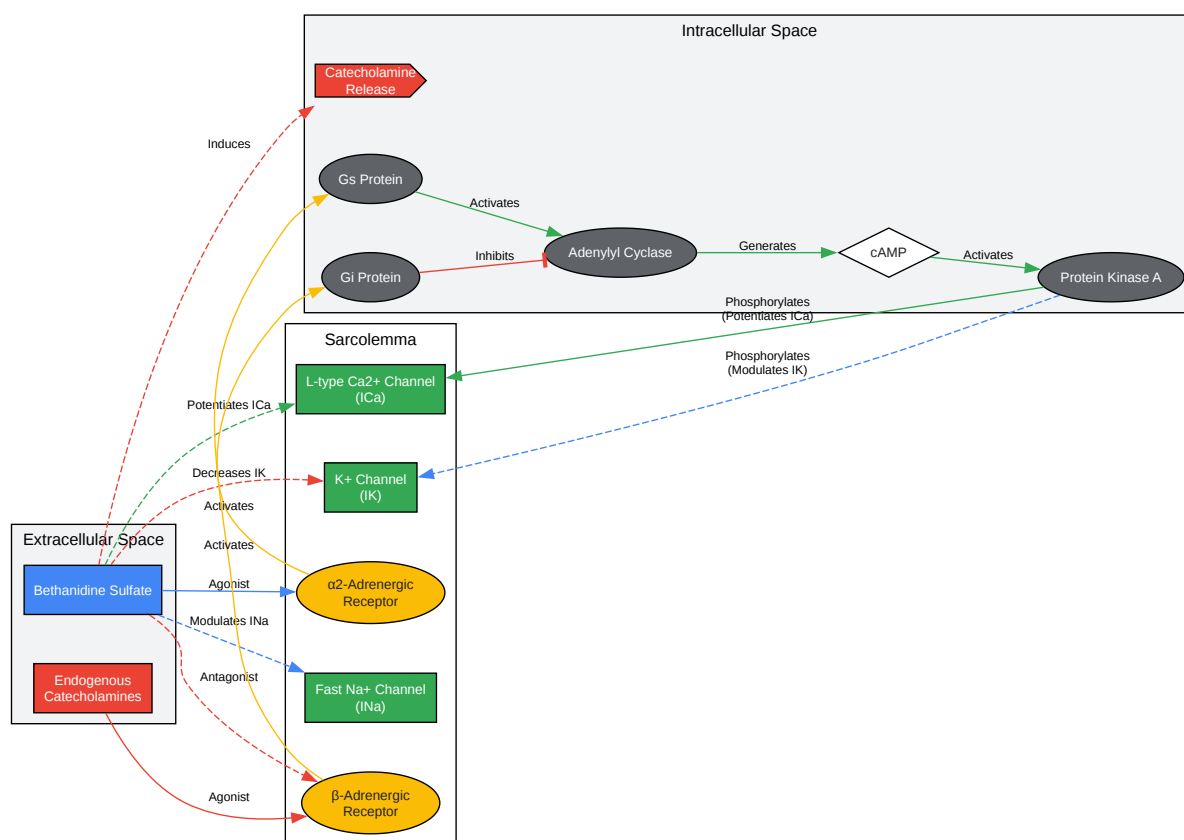 Intracellular Space
Catecholamine
Release
Induces
Gs Protein
Activates
Adenylyl Cyclase
Generates
cAMP
Activates
Protein Kinase A
Gi Protein
Inhibits
Phosphorylates
(Potentiates ICa)
Phosphorylates
(Modulates IK)
Sarcolemma
L-type Ca2+ Channel
(ICa)
Potentiates ICa
Decreases IK
K+ Channel
(IK)
Activates
Activates
Extracellular Space
Bethanidine Sulfate
Agonist
α2-Adrenergic
Receptor
Modulates INa
Antagonist
Endogenous
Catecholamines
Fast Na+ Channel
(INa)
Agonist
β-Adrenergic
Receptor